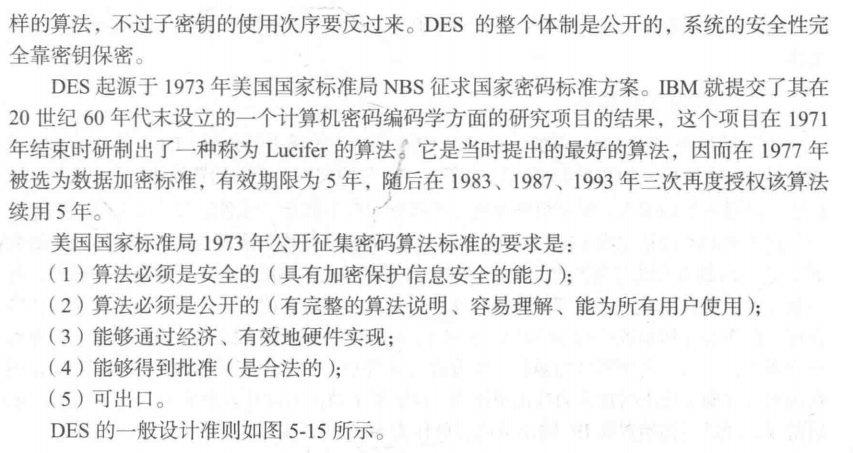 样的算法，不过子密钥的使用次序要反过来。DES 的整个体制是公开的，系统的安全性完
全靠密钥保密。
DES 起源于 1973 年美国国家标准局 NBS 征求国家密码标准方案。IBM 就提交了其在
20 世纪 60 年代末设立的一个计算机密码编码学方面的研究项目的结果，这个项目在 1971
年结束时研制出了一种称为 Lucifer 的算法。它是当时提出的最好的算法，因而在 1977 年
被选为数据加密标准，有效期限为 5 年，随后在 1983、1987、1993 年三次再度授权该算法
续用 5 年。
美国国家标准局 1973 年公开征集密码算法标准的要求是：
（1）算法必须是安全的（具有加密保护信息安全的能力）；
（2）算法必须是公开的（有完整的算法说明、容易理解、能为所有用户使用）；
（3）能够通过经济、有效地硬件实现；
（4）能够得到批准（是合法的）；
（5）可出口。
DES 的一般设计准则如图 5-15 所示。